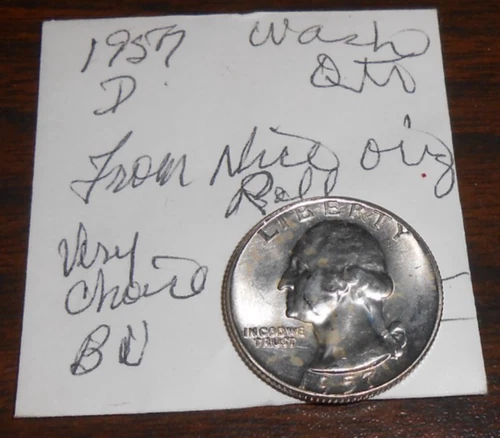 1957 Wash
D. Qtr
From Nice Orig
Roll
Very
Choice
BU
LIBERTY
IN GOD WE
TRUST
1957